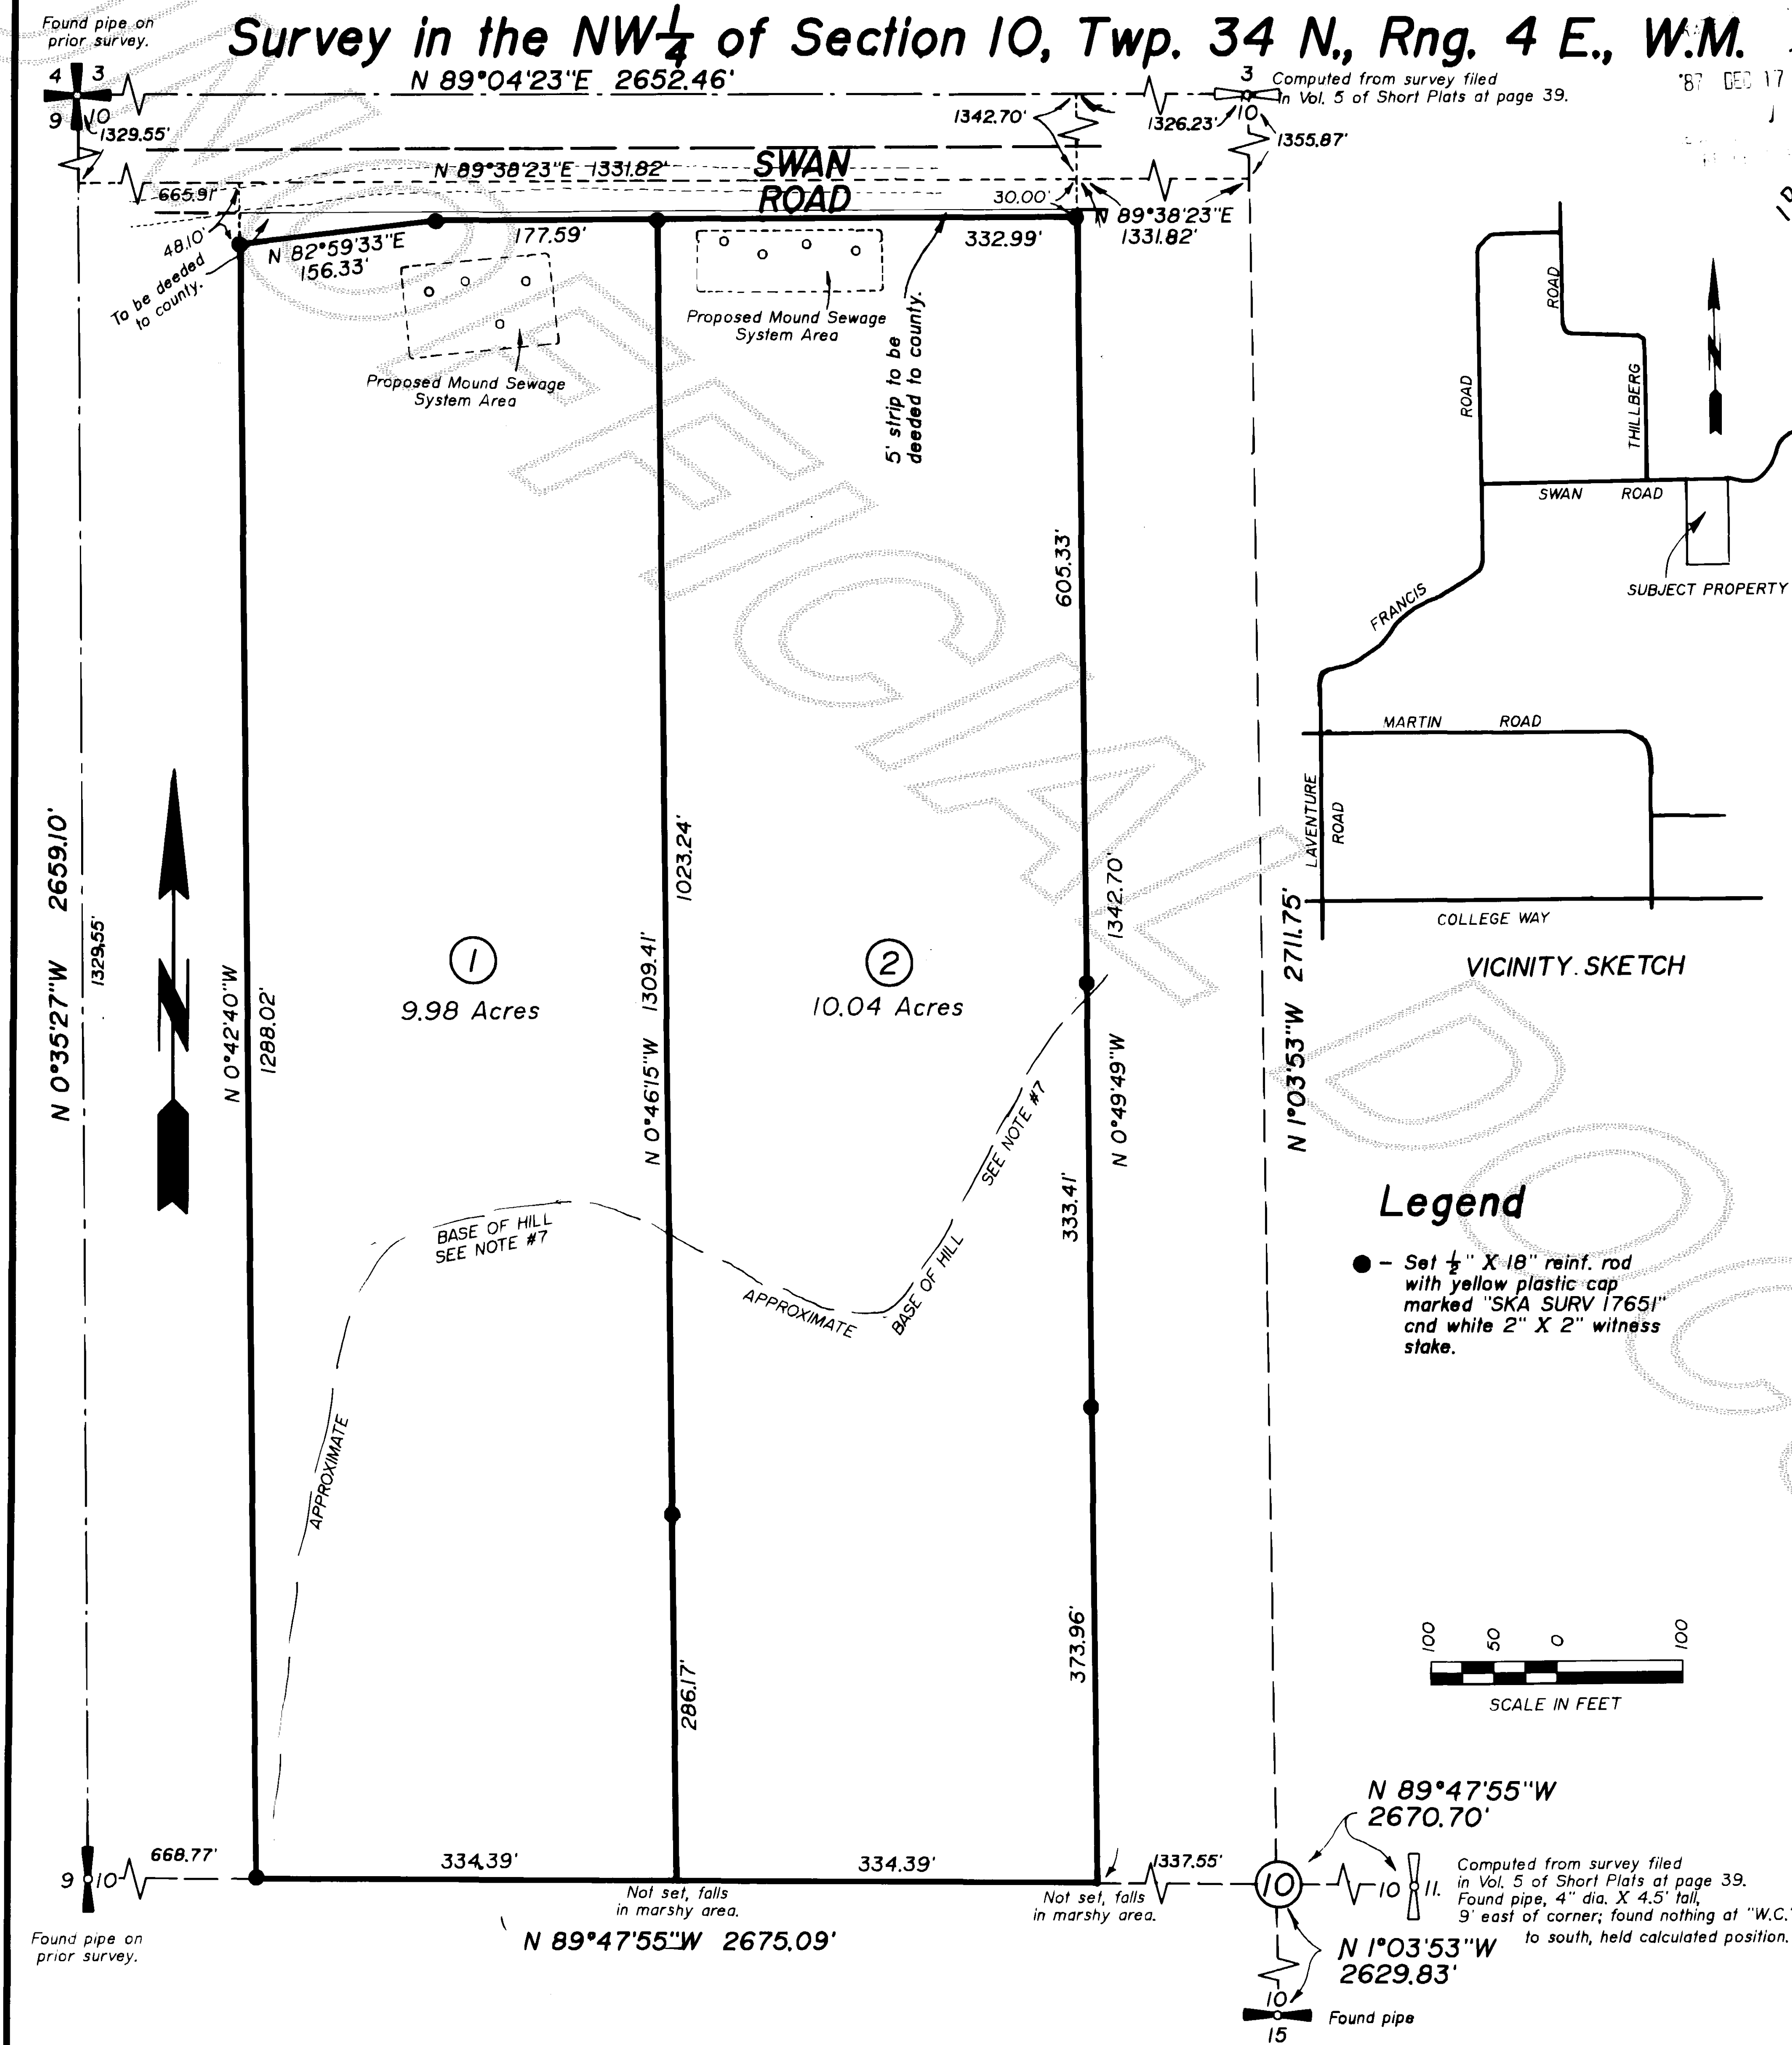 Found pipe on
prior survey.
Survey in the NW 1/4 of Section 10, Twp. 34 N., Rng. 4 E., W.M.
'87 DEC 17
4 3
9 10
N 89°04'23"E 2652.46'
3
10
Computed from survey filed
in Vol. 5 of Short Plats at page 39.
1329.55'
1342.70'
1326.23'
1355.87'
N 89°38'23"E 1331.82'
SWAN
ROAD
665.91'
30.00'
N 89°38'23"E
1331.82'
48.10'
To be deeded
to county.
N 82°59'33"E
156.33'
177.59'
332.99'
Proposed Mound Sewage
System Area
Proposed Mound Sewage
System Area
5' strip to be
deeded to county.
605.33'
N 0°35'27"W 2659.10'
1329.55'
N 0°42'40"W
1288.02'
N
1
9.98 Acres
N 0°46'15"W 1309.41'
1023.24'
2
10.04 Acres
1342.70'
N 0°49'49"W
333.41'
N 1°03'53"W 2711.75'
BASE OF HILL
SEE NOTE #7
APPROXIMATE
APPROXIMATE
BASE OF HILL
SEE NOTE #7
286.17'
373.96'
ROAD
ROAD
THILLBERG
N
SWAN ROAD
SUBJECT PROPERTY
FRANCIS
MARTIN ROAD
LAVENTURE
ROAD
COLLEGE WAY
VICINITY SKETCH
Legend
- Set 1/2" X 18" reinf. rod
with yellow plastic cap
marked "SKA SURV 17651"
and white 2" X 2" witness
stake.
100 50 0 100
SCALE IN FEET
N 89°47'55"W
2670.70'
9 10
668.77'
334.39'
334.39'
1337.55'
10
10 11.
Computed from survey filed
in Vol. 5 of Short Plats at page 39.
Found pipe, 4" dia. X 4.5' tall,
9' east of corner; found nothing at "W.C."
to south, held calculated position.
Not set, falls
in marshy area.
Not set, falls
in marshy area.
Found pipe on
prior survey.
N 89°47'55"W 2675.09'
N 1°03'53"W
2629.83'
10
15
Found pipe
UNOFFICIAL DOC